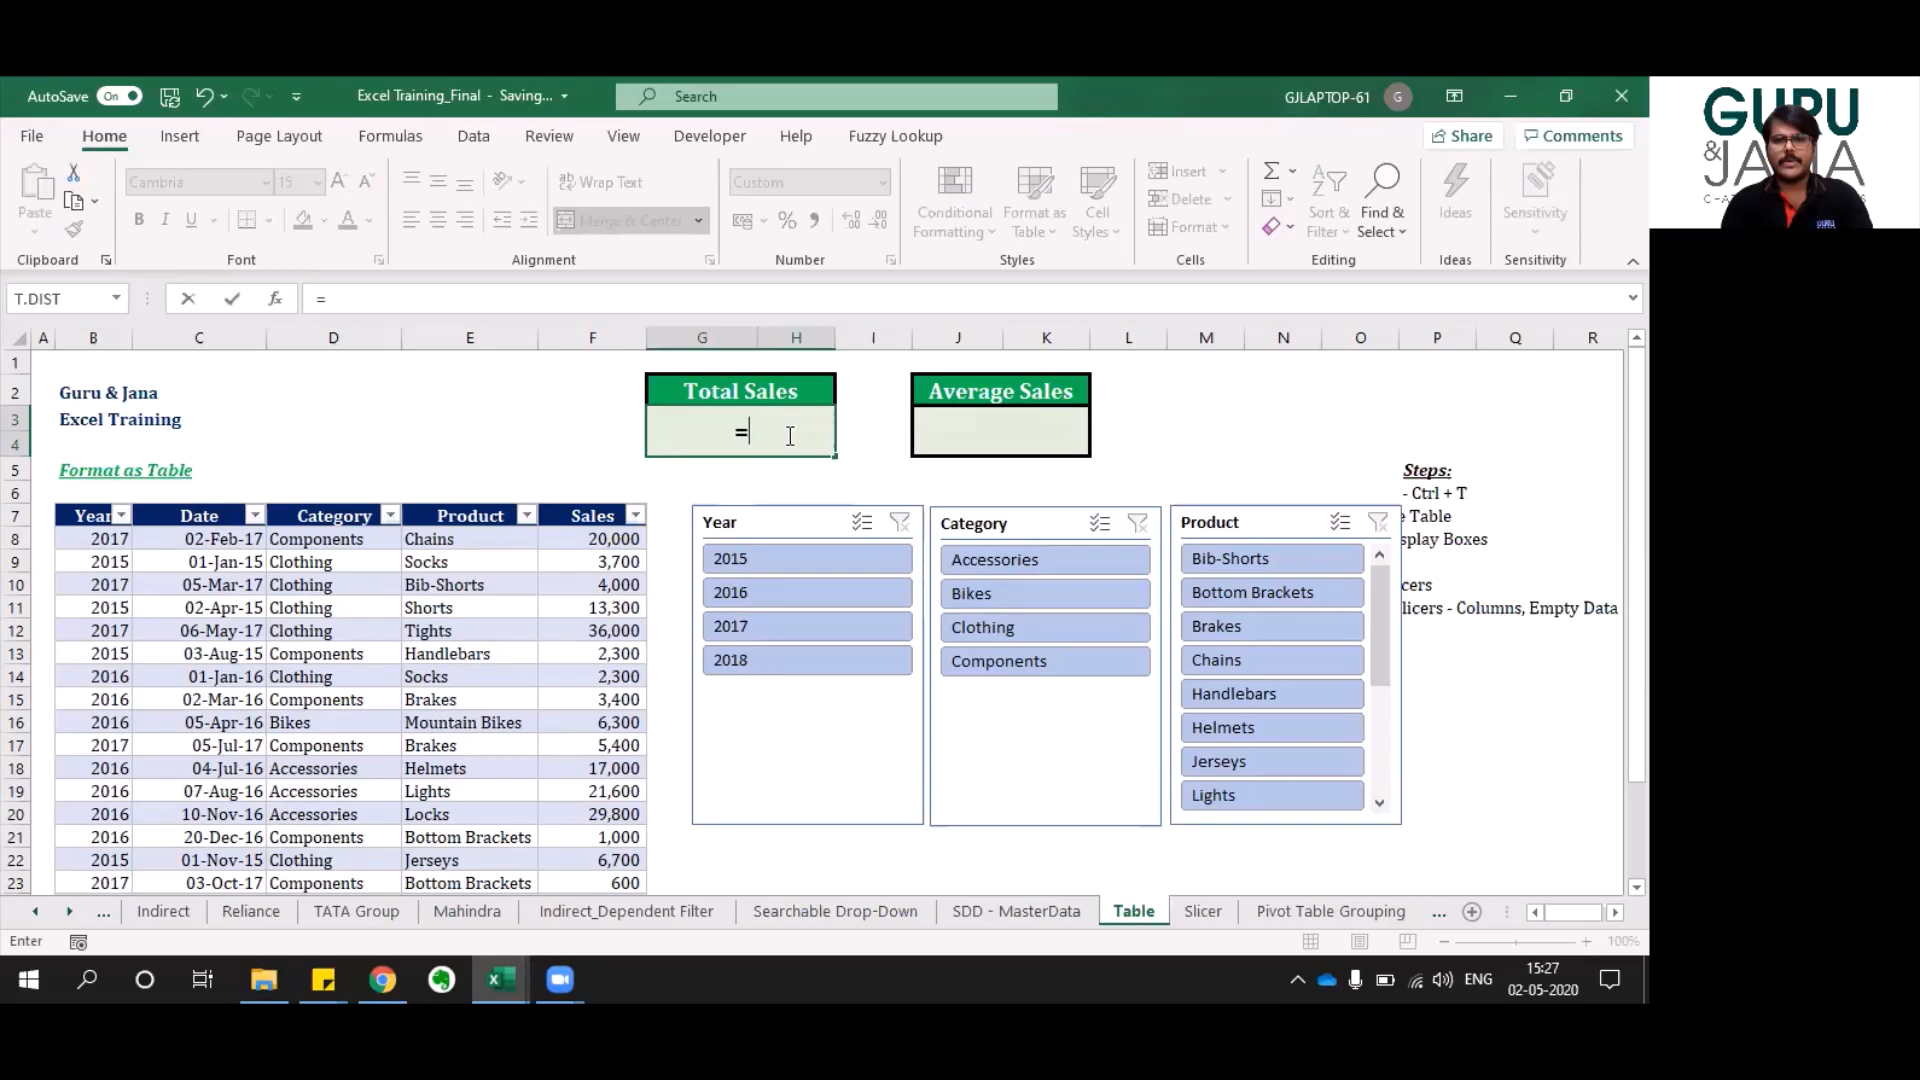 AutoSave On Excel Training_Final - Saving... Search GJLAPTOP-61 G
File Home Insert Page Layout Formulas Data Review View Developer Help Fuzzy Lookup Share Comments
Paste Cambria 15 Wrap Text Merge & Center Custom Conditional Formatting Format as Table Cell Styles Insert Delete Format Sort & Filter Find & Select Ideas Sensitivity
Clipboard Font Alignment Number Styles Cells Editing Ideas Sensitivity
T.DIST fx =
A B C D E F G H I J K L M N O P Q R
1
2 Guru & Jana Total Sales Average Sales
3 Excel Training =
4
5 Format as Table Steps:
6 - Ctrl + T
7 Year Date Category Product Sales e Table
8 2017 02-Feb-17 Components Chains 20,000 splay Boxes
9 2015 01-Jan-15 Clothing Socks 3,700
10 2017 05-Mar-17 Clothing Bib-Shorts 4,000 cers
11 2015 02-Apr-15 Clothing Shorts 13,300 licers - Columns, Empty Data
12 2017 06-May-17 Clothing Tights 36,000
13 2015 03-Aug-15 Components Handlebars 2,300
14 2016 01-Jan-16 Clothing Socks 2,300
15 2016 02-Mar-16 Components Brakes 3,400
16 2016 05-Apr-16 Bikes Mountain Bikes 6,300
17 2017 05-Jul-17 Components Brakes 5,400
18 2016 04-Jul-16 Accessories Helmets 17,000
19 2016 07-Aug-16 Accessories Lights 21,600
20 2016 10-Nov-16 Accessories Locks 29,800
21 2016 20-Dec-16 Components Bottom Brackets 1,000
22 2015 01-Nov-15 Clothing Jerseys 6,700
23 2017 03-Oct-17 Components Bottom Brackets 600
Year
2015
2016
2017
2018
Category
Accessories
Bikes
Clothing
Components
Product
Bib-Shorts
Bottom Brackets
Brakes
Chains
Handlebars
Helmets
Jerseys
Lights
... Indirect Reliance TATA Group Mahindra Indirect_Dependent Filter Searchable Drop-Down SDD - MasterData Table Slicer Pivot Table Grouping ...
Enter 100%
ENG 15:27
02-05-2020
GURU
& JANA